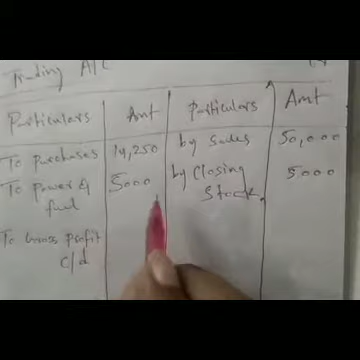 Trading A/C
Particulars Amt Particulars Amt
To purchases 14,250 by Sales 50,000
To Power & fuel 5000 by Closing Stock. 5000
To Gross profit c/d